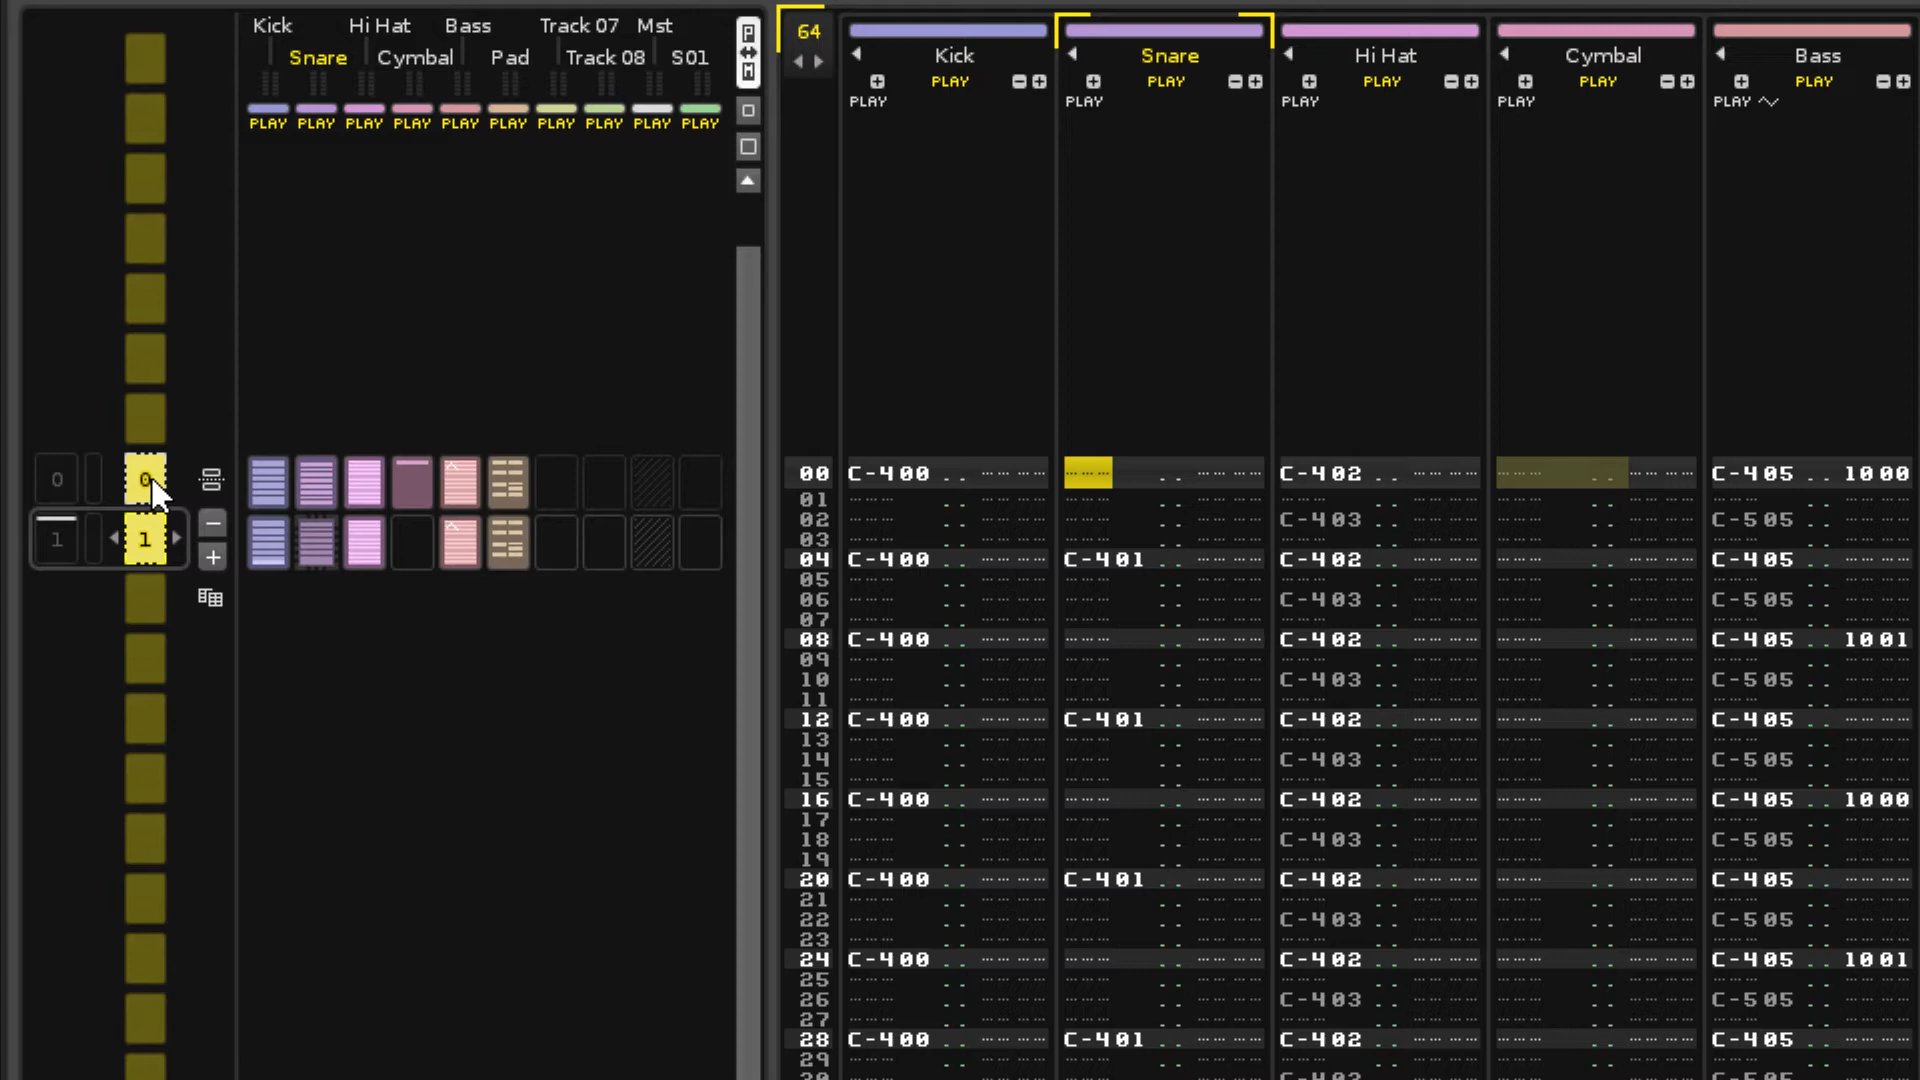 Kick Hi Hat Bass Track 07 Mst
Snare Cymbal Pad Track 08 S01
PLAY PLAY PLAY PLAY PLAY PLAY PLAY PLAY PLAY PLAY
P
M
0 0
1 1
64 Kick Snare Hi Hat Cymbal Bass
PLAY PLAY PLAY PLAY PLAY
PLAY PLAY PLAY PLAY PLAY
00 C-400 C-402 C-405 1000
01
02 C-403 C-505
03
04 C-400 C-401 C-402 C-405
05
06 C-403 C-505
07
08 C-400 C-402 C-405 1001
09
10 C-403 C-505
11
12 C-400 C-401 C-402 C-405
13
14 C-403 C-505
15
16 C-400 C-402 C-405 1000
17
18 C-403 C-505
19
20 C-400 C-401 C-402 C-405
21
22 C-403 C-505
23
24 C-400 C-402 C-405 1001
25
26 C-403 C-505
27
28 C-400 C-401 C-402 C-405
29